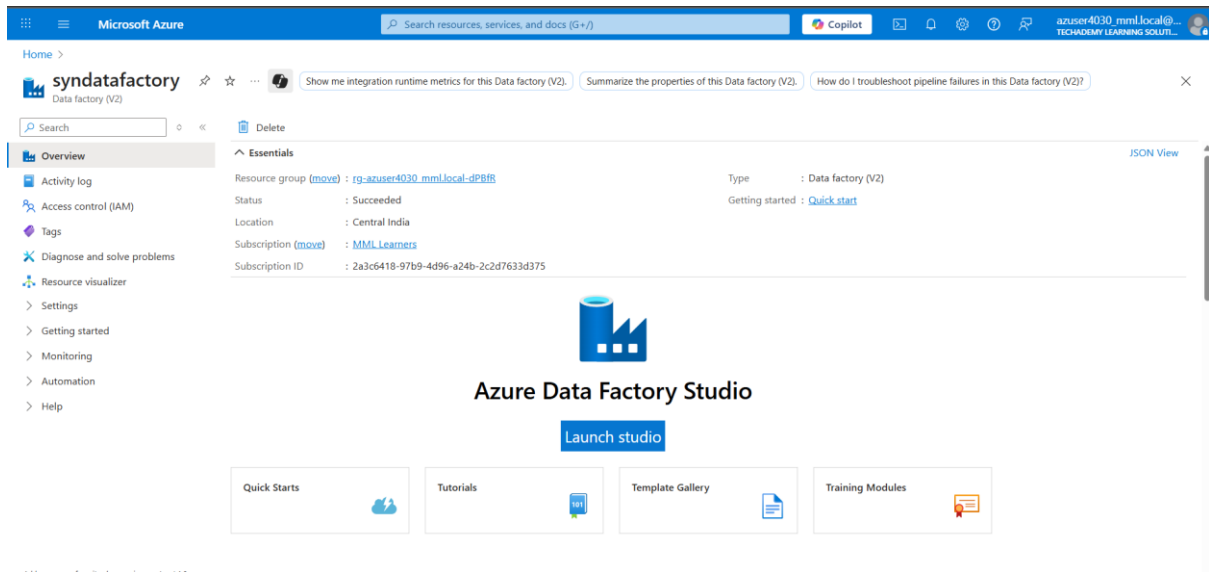 Microsoft Azure
Search resources, services, and docs (G+/)
Copilot
azuser4030_mml.local@...
TECHADEMY LEARNING SOLUTI...
Home >
syndatafactory
Data factory (V2)
Show me integration runtime metrics for this Data factory (V2).
Summarize the properties of this Data factory (V2).
How do I troubleshoot pipeline failures in this Data factory (V2)?
Search
Delete
Overview
Activity log
Access control (IAM)
Tags
Diagnose and solve problems
Resource visualizer
Settings
Getting started
Monitoring
Automation
Help
Essentials
JSON View
Resource group (move) : rg-azuser4030_mml.local-dPBfR
Status : Succeeded
Location : Central India
Subscription (move) : MML Learners
Subscription ID : 2a3c6418-97b9-4d96-a24b-2c2d7633d375
Type : Data factory (V2)
Getting started : Quick start
Azure Data Factory Studio
Launch studio
Quick Starts
Tutorials
101
Template Gallery
Training Modules